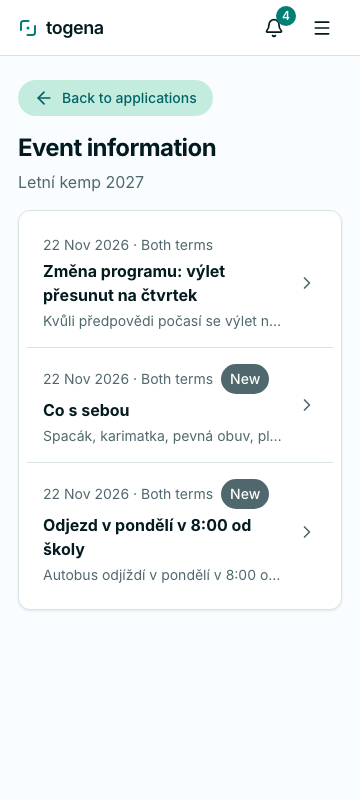 togena
4
Back to applications
Event information
Letní kemp 2027
22 Nov 2026 · Both terms
Změna programu: výlet
přesunut na čtvrtek
Kvůli předpovědi počasí se výlet n...
22 Nov 2026 · Both terms New
Co s sebou
Spacák, karimatka, pevná obuv, pl...
22 Nov 2026 · Both terms New
Odjezd v pondělí v 8:00 od
školy
Autobus odjíždí v pondělí v 8:00 o...